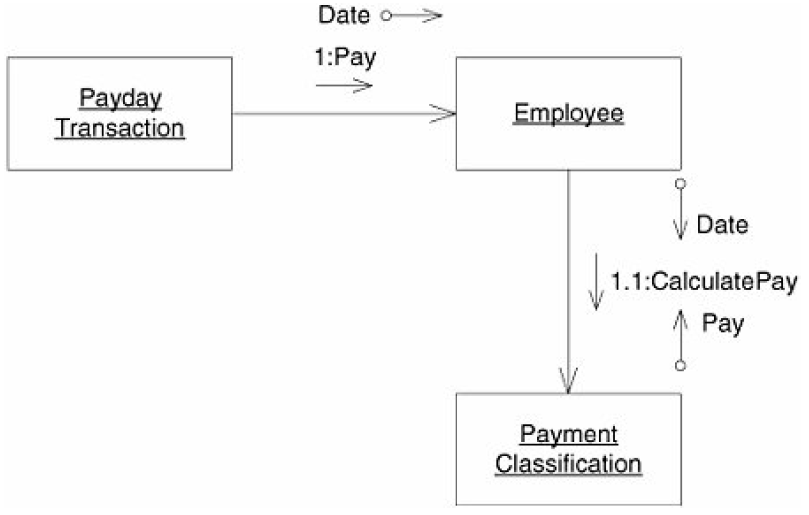 Date
1:Pay
Payday
Transaction
Employee
Date
1.1:CalculatePay
Pay
Payment
Classification